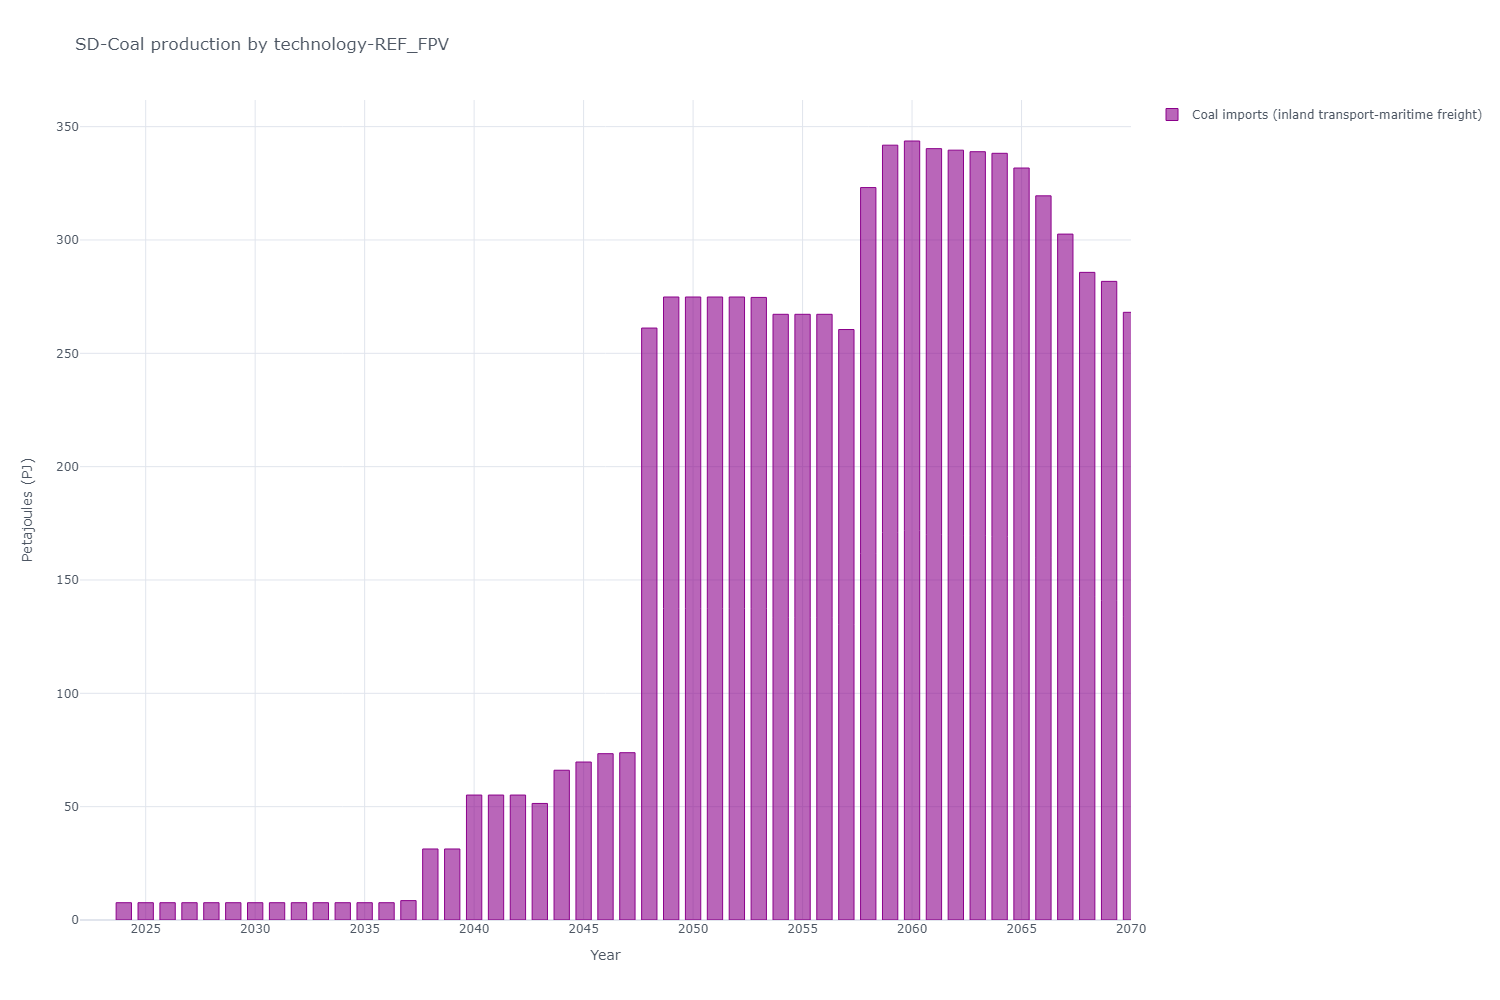 SD-Coal production by technology-REF_FPV
Coal imports (inland transport-maritime freight)
350
300
250
200
150
100
50
0
Petajoules (PJ)
2025 2030 2035 2040 2045 2050 2055 2060 2065 2070
Year